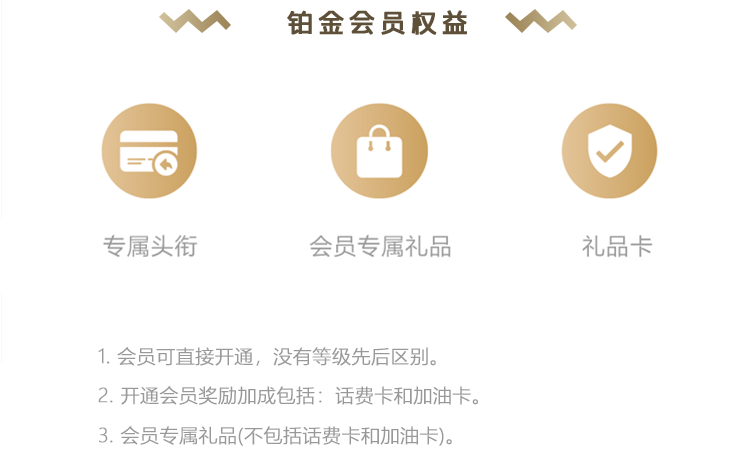 铂金会员权益
专属头衔
会员专属礼品
礼品卡
1. 会员可直接开通，没有等级先后区别。
2. 开通会员奖励加成包括：话费卡和加油卡。
3. 会员专属礼品(不包括话费卡和加油卡)。